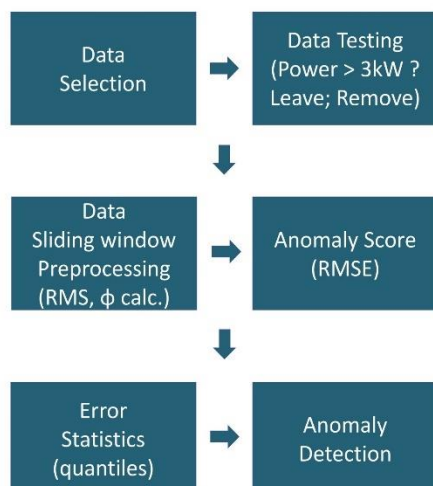 Data
Selection
Data Testing
(Power > 3kW ?
Leave; Remove)
Data
Sliding window
Preprocessing
(RMS, ф calc.)
Anomaly Score
(RMSE)
Error
Statistics
(quantiles)
Anomaly
Detection